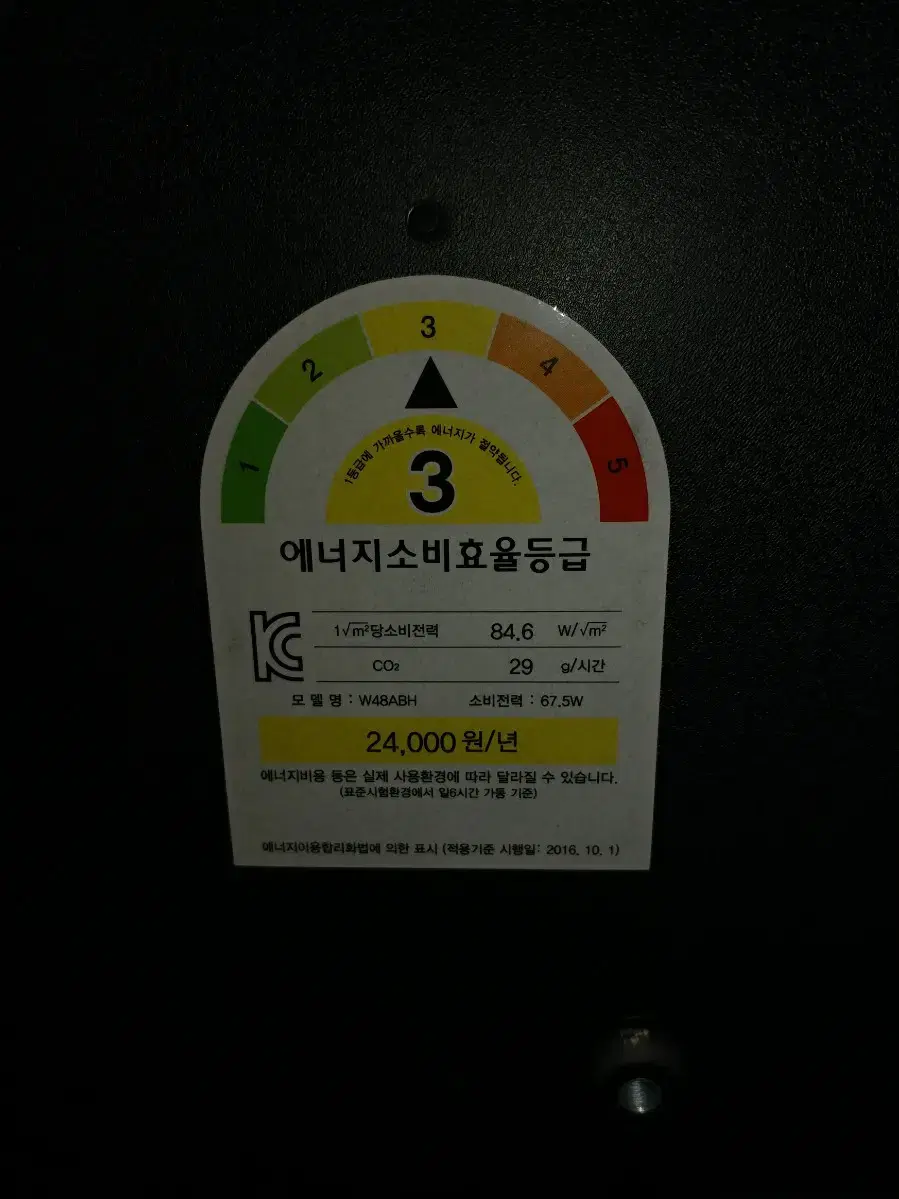 1
2
3
4
5
1등급에 가까울수록 에너지가 절약됩니다.
3
에너지소비효율등급
KC
1√m²당소비전력 84.6 W/√m²
CO₂ 29 g/시간
모 델 명 : W48ABH 소비전력 : 67.5W
24,000원/년
에너지비용 등은 실제 사용환경에 따라 달라질 수 있습니다.
(표준시험환경에서 일6시간 가동 기준)
에너지이용합리화법에 의한 표시 (적용기준 시행일: 2016. 10. 1)